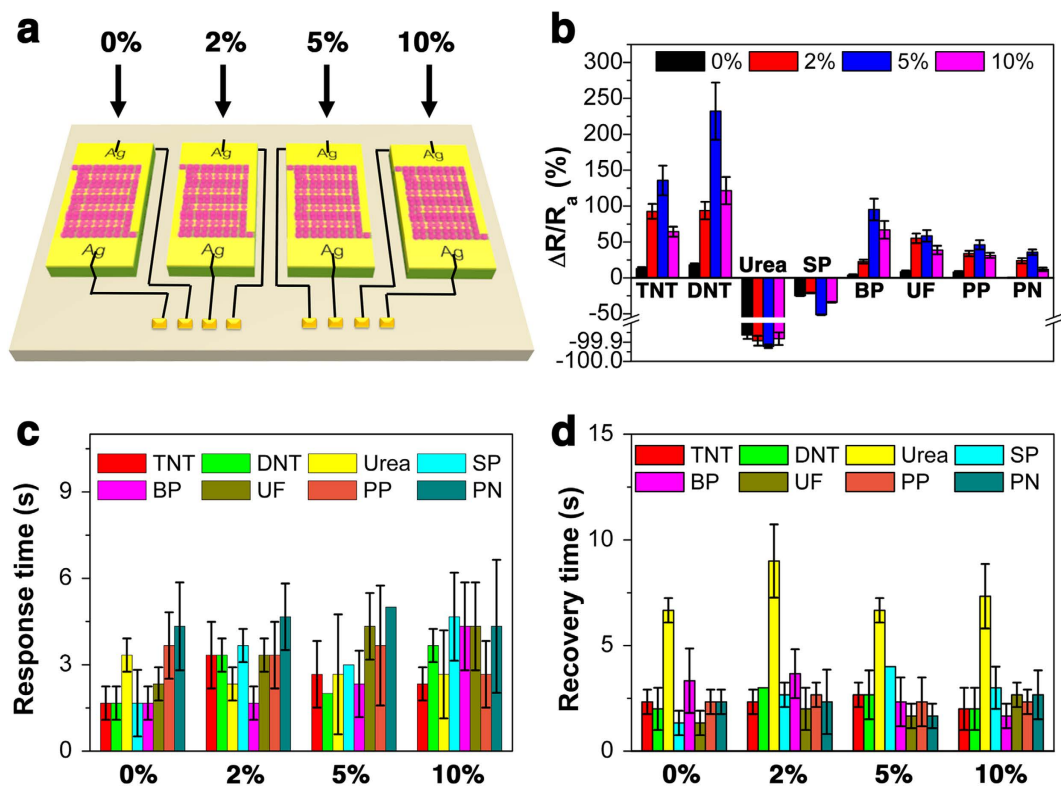 a
0% 2% 5% 10%
Ag Ag Ag Ag
Ag Ag Ag Ag
b
0% 2% 5% 10%
ΔR/Rₐ (%)
300
250
200
150
100
50
0
-50
-99.9
-100.0
TNT DNT Urea SP BP UF PP PN
c
TNT DNT Urea SP
BP UF PP PN
Response time (s)
9
6
3
0
0% 2% 5% 10%
d
TNT DNT Urea SP
BP UF PP PN
Recovery time (s)
15
10
5
0
0% 2% 5% 10%